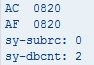 AC  0820
AF  0820
sy-subrc: 0
sy-dbcnt: 2